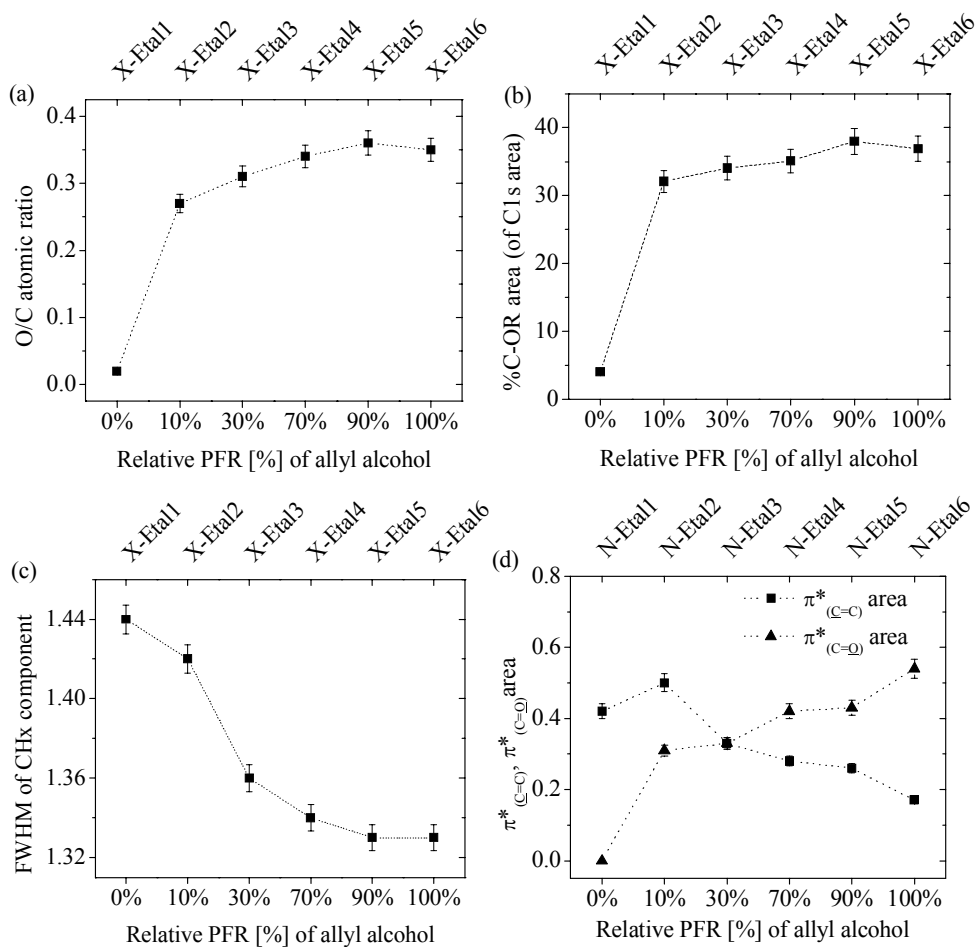 X-Etal1 X-Etal2 X-Etal3 X-Etal4 X-Etal5 X-Etal6
(a)
O/C atomic ratio
0.4
0.3
0.2
0.1
0.0
0% 10% 30% 70% 90% 100%
Relative PFR [%] of allyl alcohol
X-Etal1 X-Etal2 X-Etal3 X-Etal4 X-Etal5 X-Etal6
(b)
%C-OR area (of C1s area)
40
30
20
10
0
0% 10% 30% 70% 90% 100%
Relative PFR [%] of allyl alcohol
X-Etal1 X-Etal2 X-Etal3 X-Etal4 X-Etal5 X-Etal6
(c)
FWHM of CHx component
1.44
1.40
1.36
1.32
0% 10% 30% 70% 90% 100%
Relative PFR [%] of allyl alcohol
N-Etal1 N-Etal2 N-Etal3 N-Etal4 N-Etal5 N-Etal6
(d)
π*(C=C), π*(C=O) area
0.8
0.6
0.4
0.2
0.0
π*(C=C) area
π*(C=O) area
0% 10% 30% 70% 90% 100%
Relative PFR [%] of allyl alcohol